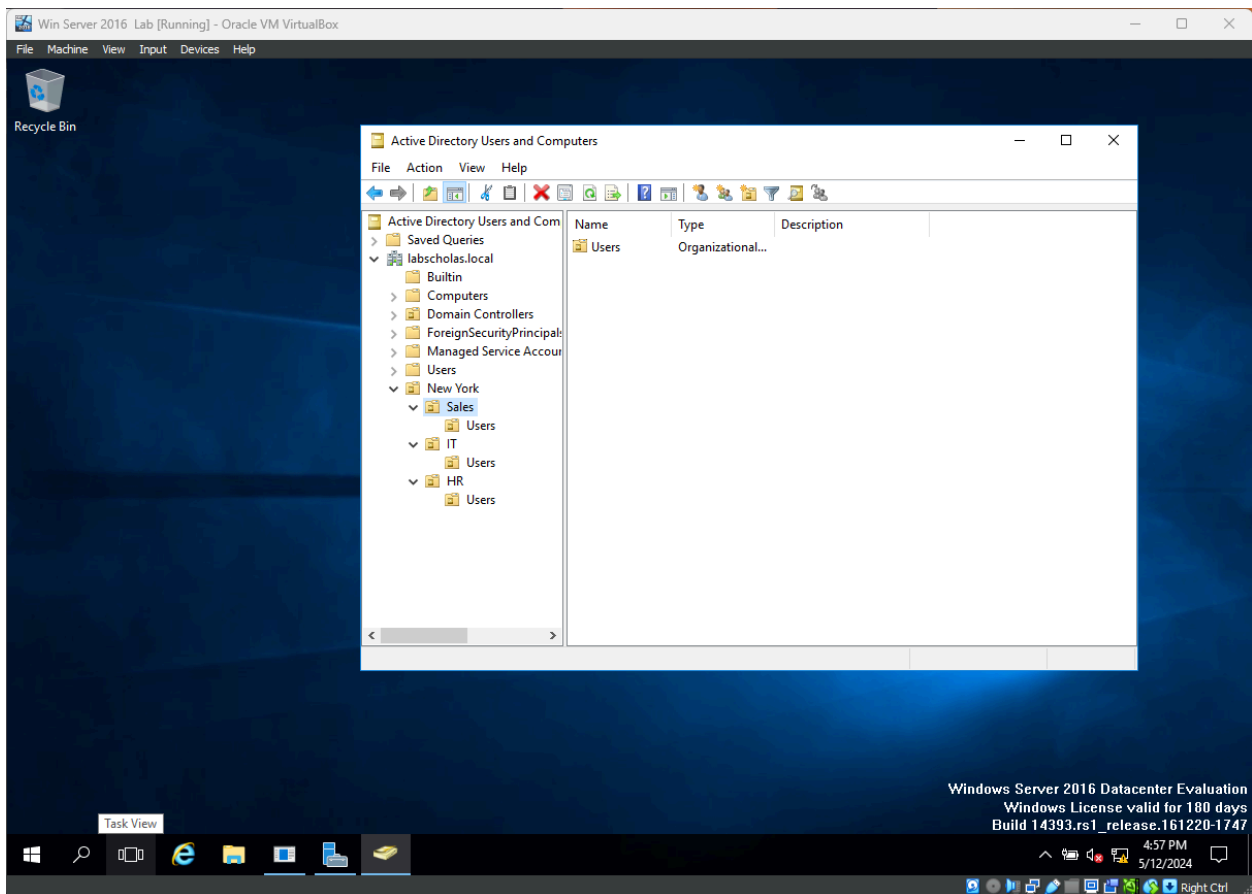 Win Server 2016 Lab [Running] - Oracle VM VirtualBox
File Machine View Input Devices Help
Recycle Bin
Active Directory Users and Computers
File Action View Help
Active Directory Users and Com
Name Type Description
Saved Queries
Users Organizational...
labscholas.local
Builtin
Computers
Domain Controllers
ForeignSecurityPrincipals
Managed Service Accour
Users
New York
Sales
Users
IT
Users
HR
Users
Windows Server 2016 Datacenter Evaluation
Windows License valid for 180 days
Build 14393.rs1_release.161220-1747
Task View
4:57 PM
5/12/2024
Right Ctrl